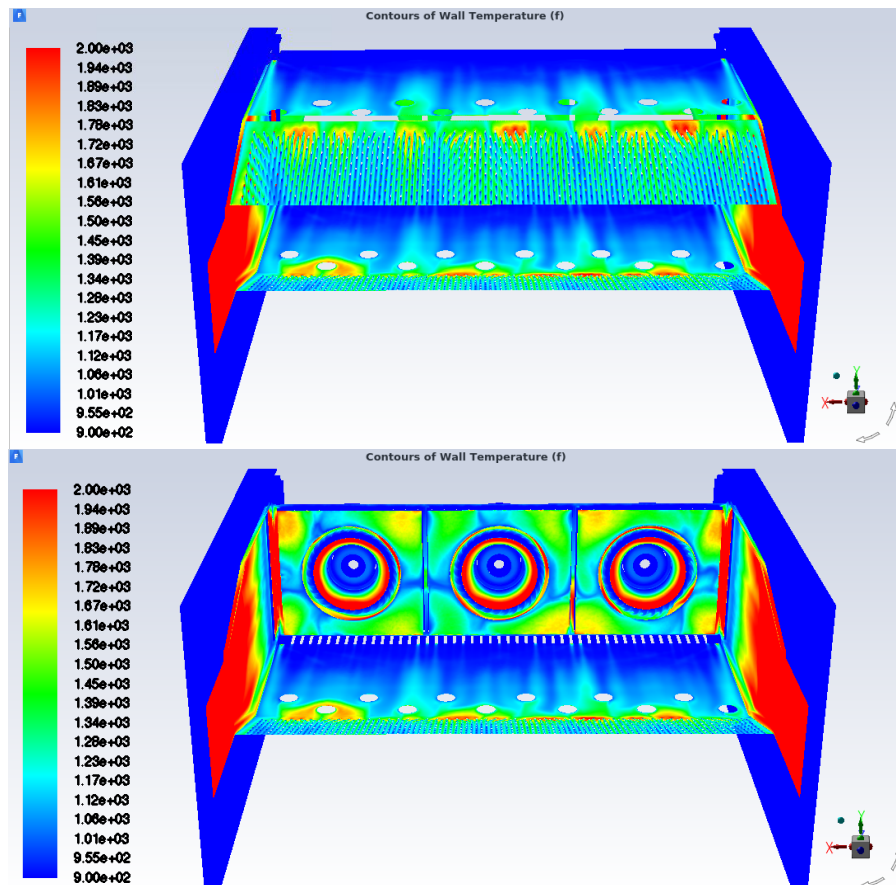 F
Contours of Wall Temperature (f)
2.00e+03
1.94e+03
1.89e+03
1.83e+03
1.78e+03
1.72e+03
1.67e+03
1.61e+03
1.56e+03
1.50e+03
1.45e+03
1.39e+03
1.34e+03
1.28e+03
1.23e+03
1.17e+03
1.12e+03
1.06e+03
1.01e+03
9.55e+02
9.00e+02
Y
X
F
Contours of Wall Temperature (f)
2.00e+03
1.94e+03
1.89e+03
1.83e+03
1.78e+03
1.72e+03
1.67e+03
1.61e+03
1.56e+03
1.50e+03
1.45e+03
1.39e+03
1.34e+03
1.28e+03
1.23e+03
1.17e+03
1.12e+03
1.06e+03
1.01e+03
9.55e+02
9.00e+02
Y
X